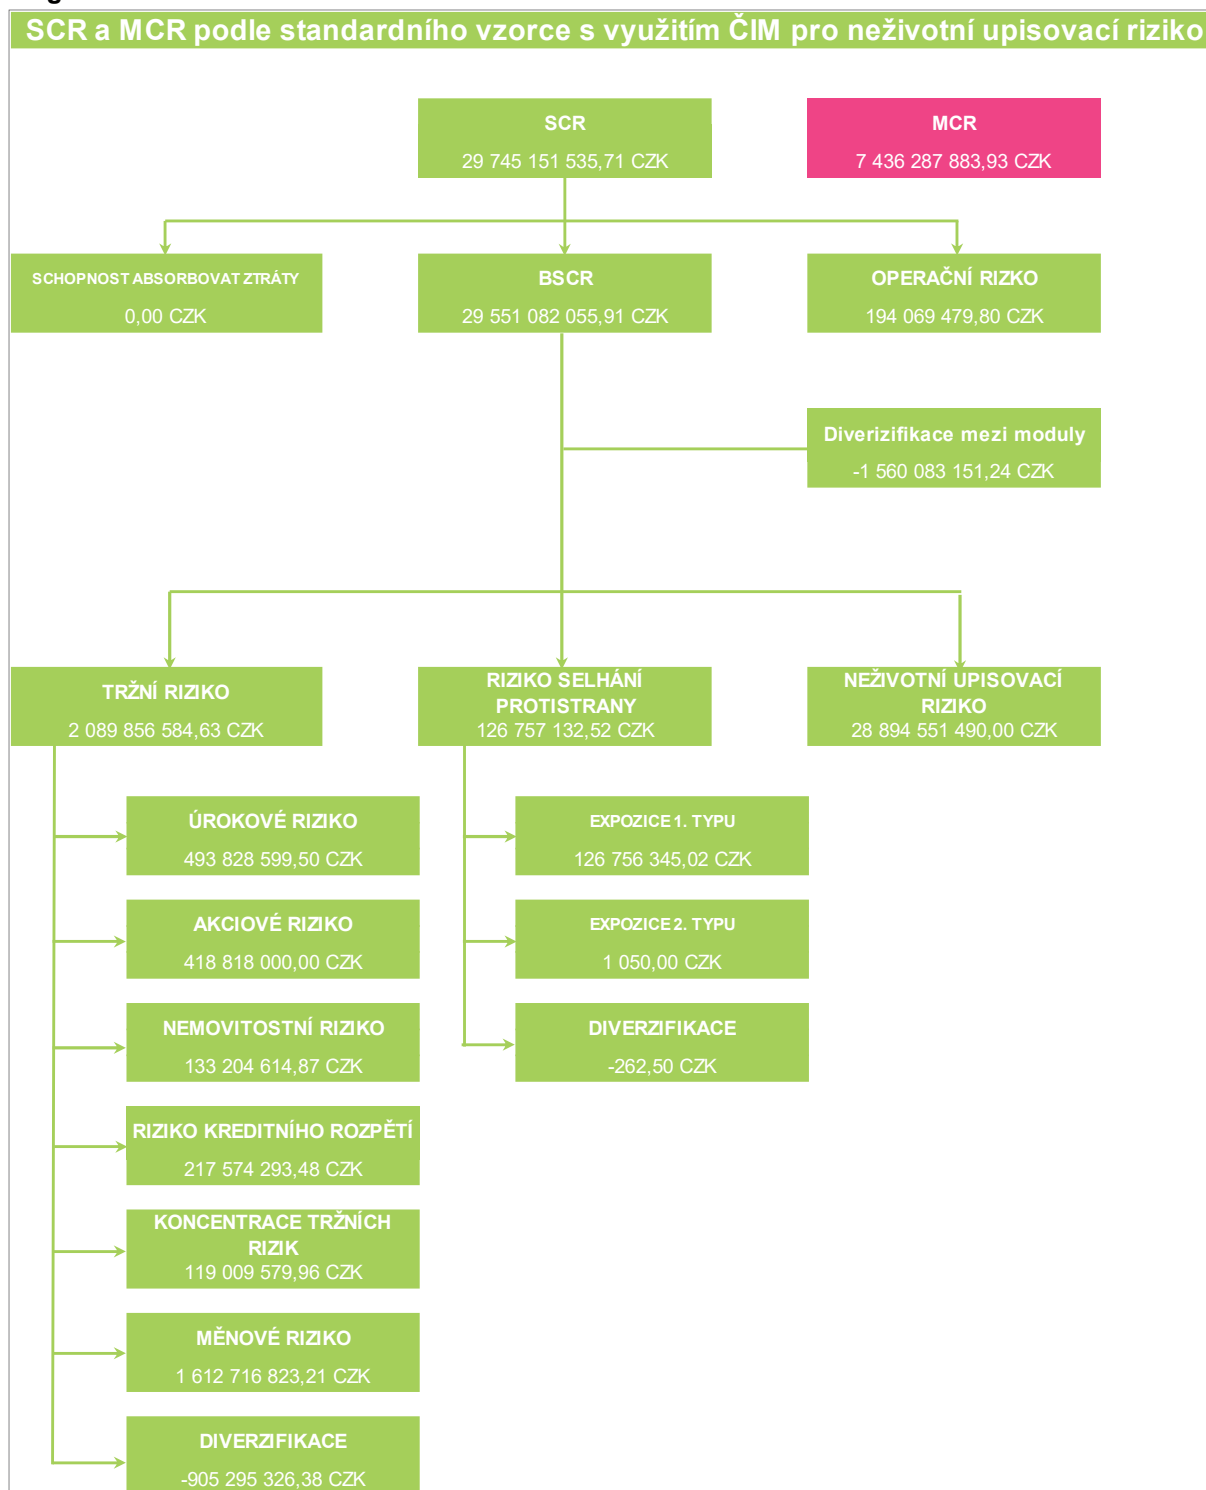 SCR a MCR podle standardního vzorce s využitím ČIM pro neživotní upisovací riziko
SCR
29 745 151 535,71 CZK
MCR
7 436 287 883,93 CZK
SCHOPNOST ABSORBOVAT ZTRÁTY
0,00 CZK
BSCR
29 551 082 055,91 CZK
OPERAČNÍ RIZKO
194 069 479,80 CZK
Diverizifikace mezi moduly
-1 560 083 151,24 CZK
TRŽNÍ RIZIKO
2 089 856 584,63 CZK
RIZIKO SELHÁNÍ
PROTISTRANY
126 757 132,52 CZK
NEŽIVOTNÍ UPISOVACÍ
RIZIKO
28 894 551 490,00 CZK
ÚROKOVÉ RIZIKO
493 828 599,50 CZK
EXPOZICE 1. TYPU
126 756 345,02 CZK
AKCIOVÉ RIZIKO
418 818 000,00 CZK
EXPOZICE 2. TYPU
1 050,00 CZK
NEMOVITOSTNÍ RIZIKO
133 204 614,87 CZK
DIVERZIFIKACE
-262,50 CZK
RIZIKO KREDITNÍHO ROZPĚTÍ
217 574 293,48 CZK
KONCENTRACE TRŽNÍCH
RIZIK
119 009 579,96 CZK
MĚNOVÉ RIZIKO
1 612 716 823,21 CZK
DIVERZIFIKACE
-905 295 326,38 CZK